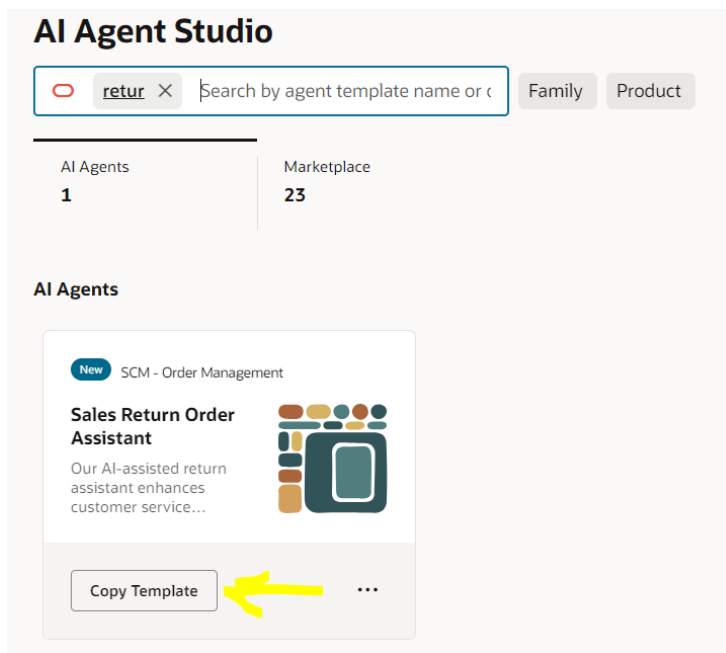 AI Agent Studio
retur Search by agent template name or c Family Product
AI Agents Marketplace
1 23
AI Agents
New SCM - Order Management
Sales Return Order
Assistant
Our AI-assisted return
assistant enhances
customer service...
Copy Template ...